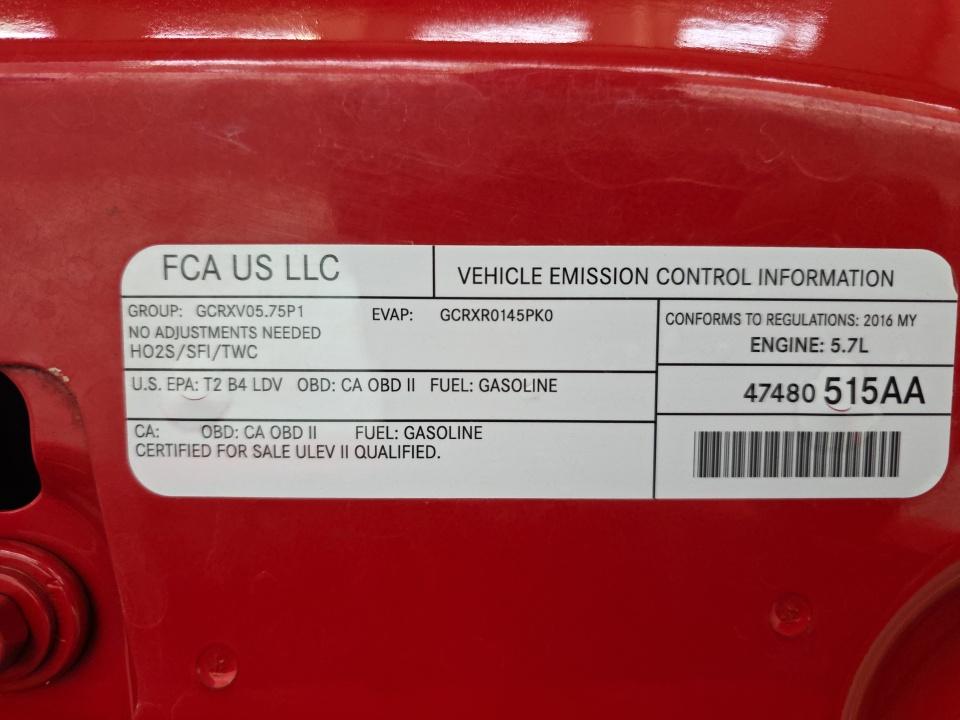 FCA US LLC
VEHICLE EMISSION CONTROL INFORMATION
GROUP: GCRXV05.75P1 EVAP: GCRXR0145PK0
NO ADJUSTMENTS NEEDED
HO2S/SFI/TWC
CONFORMS TO REGULATIONS: 2016 MY
ENGINE: 5.7L
U.S. EPA: T2 B4 LDV OBD: CA OBD II FUEL: GASOLINE
47480 515AA
CA: OBD: CA OBD II FUEL: GASOLINE
CERTIFIED FOR SALE ULEV II QUALIFIED.